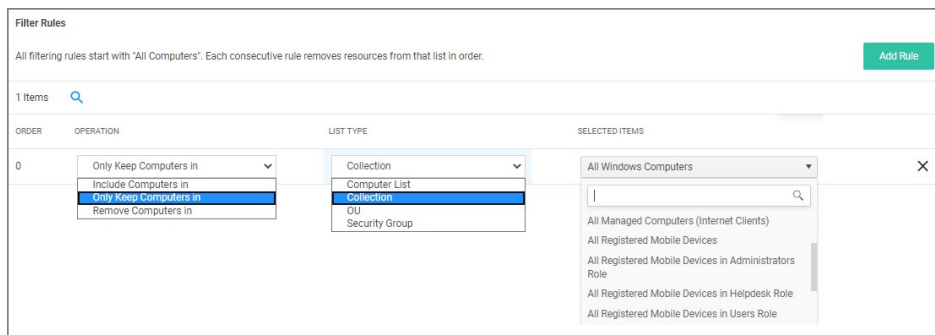 Filter Rules
All filtering rules start with "All Computers". Each consecutive rule removes resources from that list in order.
Add Rule
1 Items
ORDER OPERATION LIST TYPE SELECTED ITEMS
0 Only Keep Computers in Collection All Windows Computers
Include Computers in
Only Keep Computers in
Remove Computers in
Computer List
Collection
OU
Security Group
All Managed Computers (Internet Clients)
All Registered Mobile Devices
All Registered Mobile Devices in Administrators
Role
All Registered Mobile Devices in Helpdesk Role
All Registered Mobile Devices in Users Role